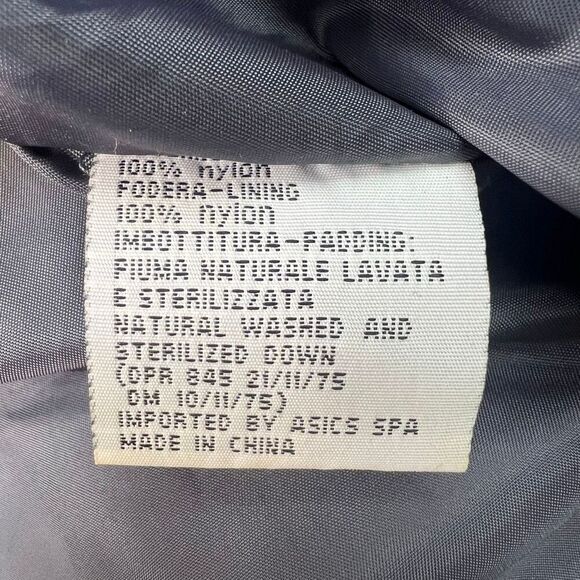 100% nylon
FODERA-LINING
100% nylon
IMBOTTITURA-PADDING:
PIUMA NATURALE LAVATA
E STERILIZZATA
NATURAL WASHED AND
STERILIZED DOWN
(DPR 845 21/11/75
DM 10/11/75)
IMPORTED BY ASICS SPA
MADE IN CHINA